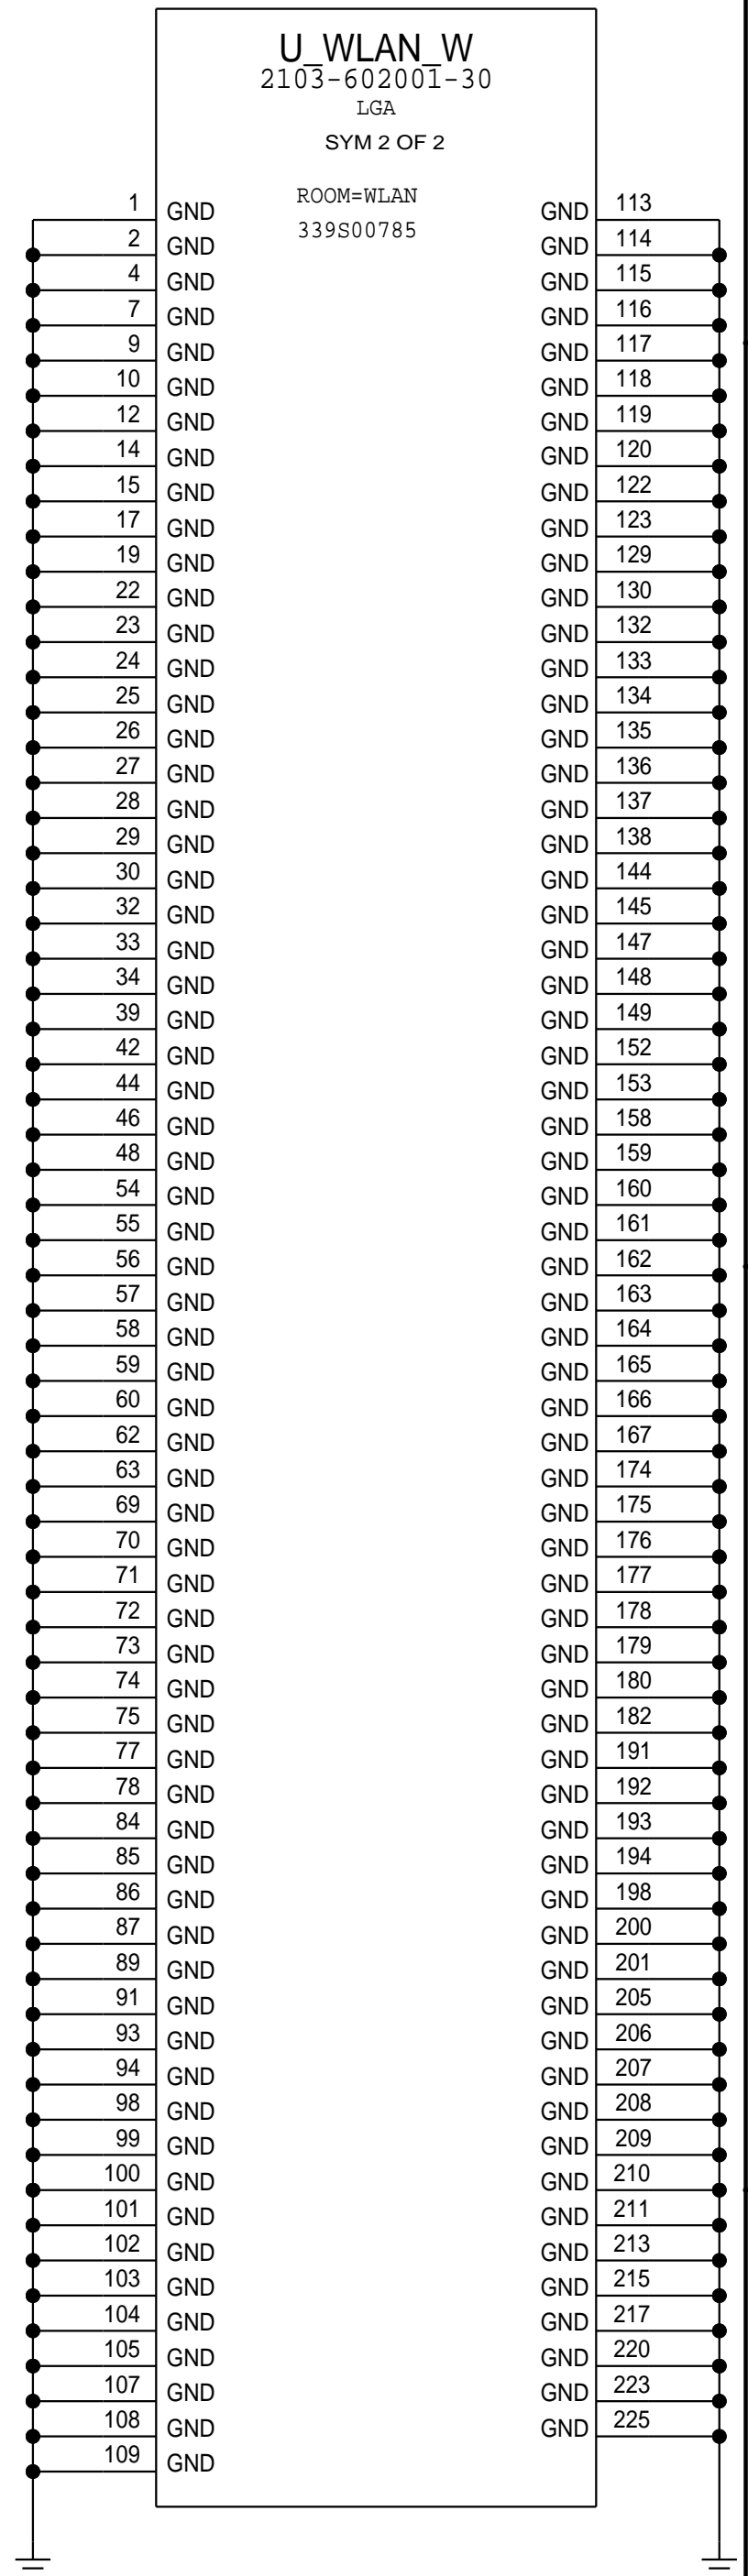 U_WLAN_W
2103-602001-30
LGA
SYM 2 OF 2
ROOM=WLAN
339S00785
1 GND GND 113
2 GND GND 114
4 GND GND 115
7 GND GND 116
9 GND GND 117
10 GND GND 118
12 GND GND 119
14 GND GND 120
15 GND GND 122
17 GND GND 123
19 GND GND 129
22 GND GND 130
23 GND GND 132
24 GND GND 133
25 GND GND 134
26 GND GND 135
27 GND GND 136
28 GND GND 137
29 GND GND 138
30 GND GND 144
32 GND GND 145
33 GND GND 147
34 GND GND 148
39 GND GND 149
42 GND GND 152
44 GND GND 153
46 GND GND 158
48 GND GND 159
54 GND GND 160
55 GND GND 161
56 GND GND 162
57 GND GND 163
58 GND GND 164
59 GND GND 165
60 GND GND 166
62 GND GND 167
63 GND GND 174
69 GND GND 175
70 GND GND 176
71 GND GND 177
72 GND GND 178
73 GND GND 179
74 GND GND 180
75 GND GND 182
77 GND GND 191
78 GND GND 192
84 GND GND 193
85 GND GND 194
86 GND GND 198
87 GND GND 200
89 GND GND 201
91 GND GND 205
93 GND GND 206
94 GND GND 207
98 GND GND 208
99 GND GND 209
100 GND GND 210
101 GND GND 211
102 GND GND 213
103 GND GND 215
104 GND GND 217
105 GND GND 220
107 GND GND 223
108 GND GND 225
109 GND